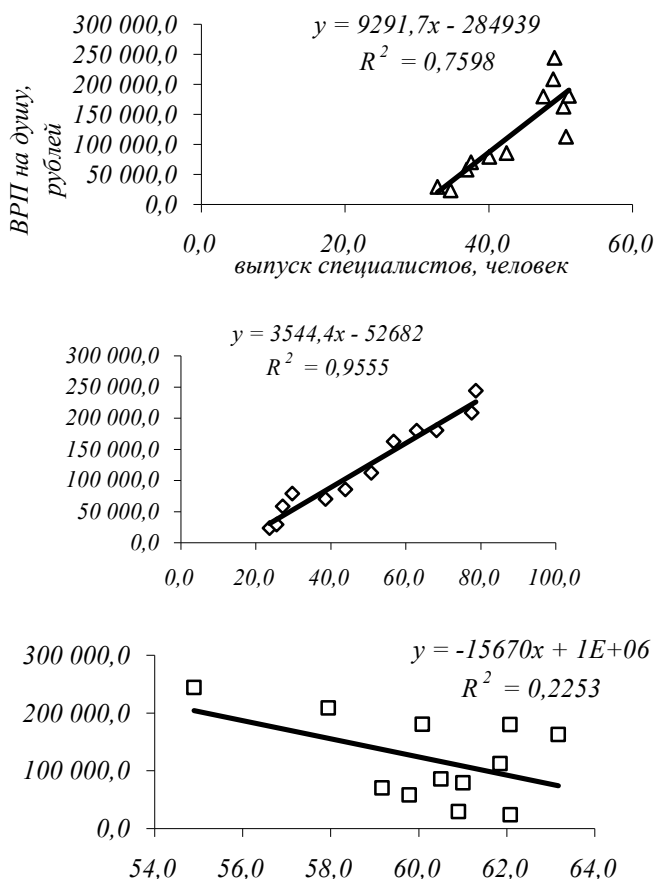 y = 9291,7x - 284939
R² = 0,7598
ВРП на душу,
рублей
300 000,0
250 000,0
200 000,0
150 000,0
100 000,0
50 000,0
0,0
0,0 20,0 40,0 60,0
выпуск специалистов, человек
y = 3544,4x - 52682
R² = 0,9555
300 000,0
250 000,0
200 000,0
150 000,0
100 000,0
50 000,0
0,0
0,0 20,0 40,0 60,0 80,0 100,0
y = -15670x + 1E+06
R² = 0,2253
300 000,0
200 000,0
100 000,0
0,0
54,0 56,0 58,0 60,0 62,0 64,0